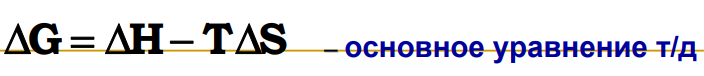 ΔG = ΔH – TΔS – основное уравнение т/д